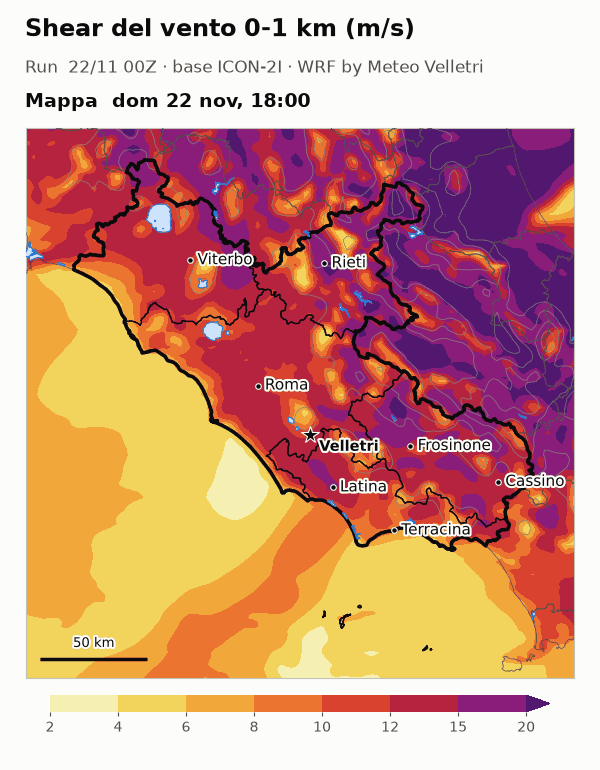 Shear del vento 0-1 km (m/s)
Run  22/11 00Z · base ICON-2I · WRF by Meteo Velletri
Mappa  dom 22 nov, 18:00
Viterbo
Rieti
Roma
Velletri
Frosinone
Latina
Cassino
Terracina
50 km
2 4 6 8 10 12 15 20